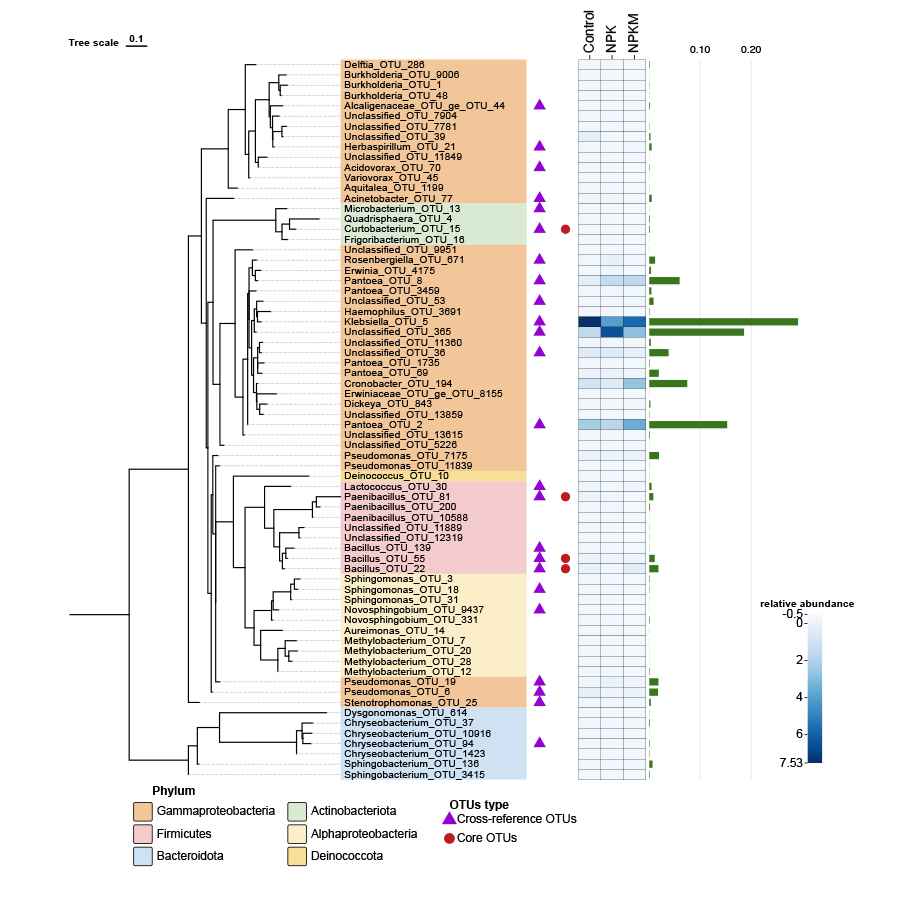 Tree scale 0.1
Control
NPK
NPKM
0.10 0.20
Delftia_OTU_286
Burkholderia_OTU_9006
Burkholderia_OTU_1
Burkholderia_OTU_48
Alcaligenaceae_OTU_ge_OTU_44
Unclassified_OTU_7904
Unclassified_OTU_7781
Unclassified_OTU_39
Herbaspirillum_OTU_21
Unclassified_OTU_11849
Acidovorax_OTU_70
Variovorax_OTU_45
Aquitalea_OTU_1199
Acinetobacter_OTU_77
Microbacterium_OTU_13
Quadrisphaera_OTU_4
Curtobacterium_OTU_15
Frigoribacterium_OTU_16
Unclassified_OTU_9951
Rosenbergiella_OTU_671
Erwinia_OTU_4175
Pantoea_OTU_8
Pantoea_OTU_3459
Unclassified_OTU_53
Haemophilus_OTU_3691
Klebsiella_OTU_5
Unclassified_OTU_365
Unclassified_OTU_11360
Unclassified_OTU_36
Pantoea_OTU_1735
Pantoea_OTU_69
Cronobacter_OTU_194
Erwiniaceae_OTU_ge_OTU_8155
Dickeya_OTU_843
Unclassified_OTU_13859
Pantoea_OTU_2
Unclassified_OTU_13615
Unclassified_OTU_5226
Pseudomonas_OTU_7175
Pseudomonas_OTU_11839
Deinococcus_OTU_10
Lactococcus_OTU_30
Paenibacillus_OTU_81
Paenibacillus_OTU_200
Paenibacillus_OTU_10588
Unclassified_OTU_11889
Unclassified_OTU_12319
Bacillus_OTU_139
Bacillus_OTU_55
Bacillus_OTU_22
Sphingomonas_OTU_3
Sphingomonas_OTU_18
Sphingomonas_OTU_31
Novosphingobium_OTU_9437
Novosphingobium_OTU_331
Aureimonas_OTU_14
Methylobacterium_OTU_7
Methylobacterium_OTU_20
Methylobacterium_OTU_28
Methylobacterium_OTU_12
Pseudomonas_OTU_19
Pseudomonas_OTU_6
Stenotrophomonas_OTU_25
Dysgonomonas_OTU_614
Chryseobacterium_OTU_37
Chryseobacterium_OTU_10916
Chryseobacterium_OTU_94
Chryseobacterium_OTU_1423
Sphingobacterium_OTU_136
Sphingobacterium_OTU_3415
relative abundance
-0.5
0
2
4
6
7.53
Phylum
Gammaproteobacteria
Firmicutes
Bacteroidota
Actinobacteriota
Alphaproteobacteria
Deinococcota
OTUs type
Cross-reference OTUs
Core OTUs